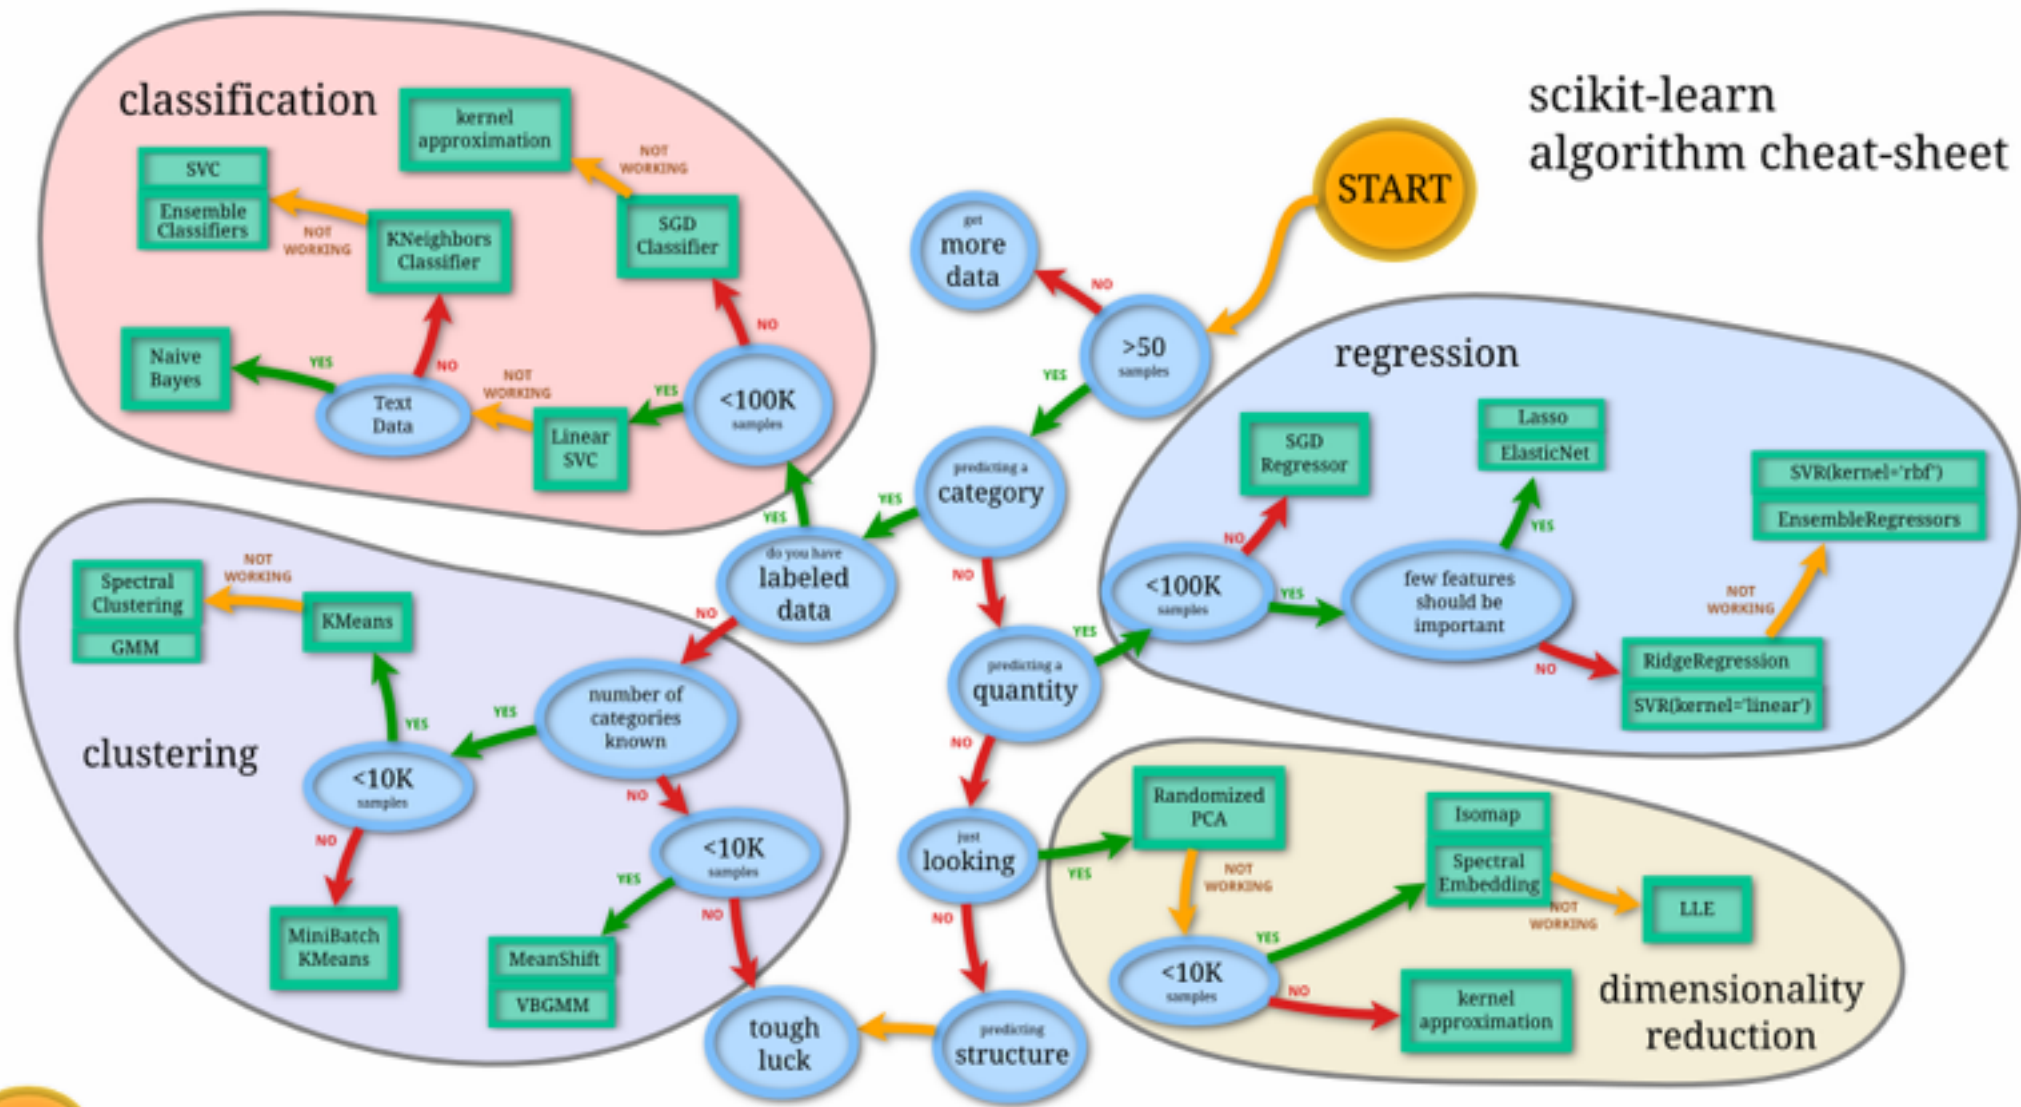 scikit-learn
algorithm cheat-sheet
START
classification
kernel
approximation
NOT
WORKING
SVC
Ensemble
Classifiers
NOT
WORKING
KNeighbors
Classifier
SGD
Classifier
NO
Naive
Bayes
YES
Text
Data
NO
NOT
WORKING
Linear
SVC
YES
<100K
samples
YES
get
more
data
NO
>50
samples
YES
predicting a
category
YES
NO
do you have
labeled
data
NO
predicting a
quantity
YES
NO
just
looking
YES
NO
predicting
structure
tough
luck
regression
SGD
Regressor
NO
<100K
samples
YES
Lasso
ElasticNet
YES
few features
should be
important
NO
SVR(kernel='rbf')
EnsembleRegressors
NOT
WORKING
RidgeRegression
SVR(kernel='linear')
clustering
Spectral
Clustering
GMM
NOT
WORKING
KMeans
YES
<10K
samples
NO
MiniBatch
KMeans
number of
categories
known
YES
NO
<10K
samples
YES
NO
MeanShift
VBGMM
dimensionality
reduction
Randomized
PCA
NOT
WORKING
<10K
samples
YES
NO
Isomap
Spectral
Embedding
NOT
WORKING
LLE
kernel
approximation